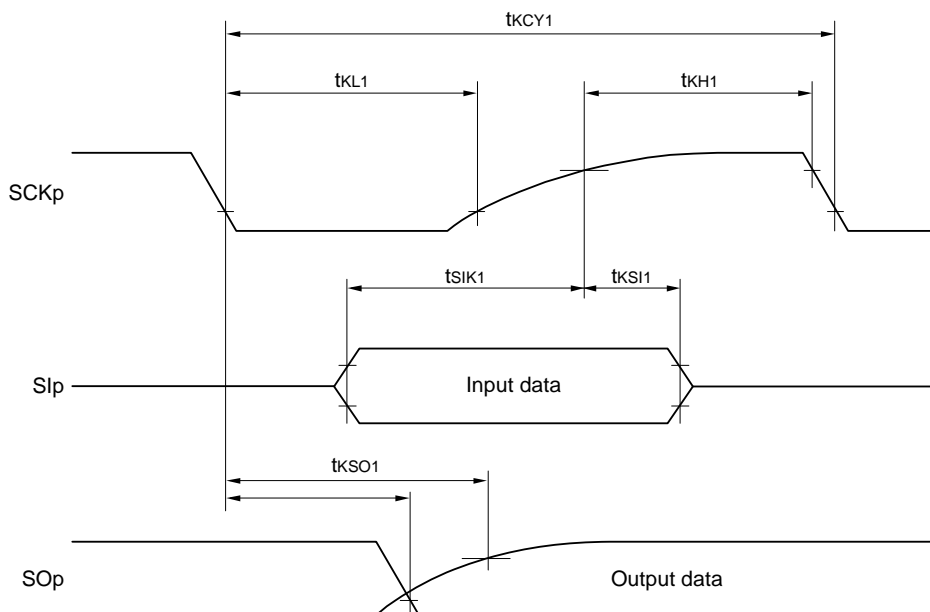 tKCY1
tKL1
tKH1
SCKp
tSIK1
tKSI1
SIp
Input data
tKSO1
SOp
Output data